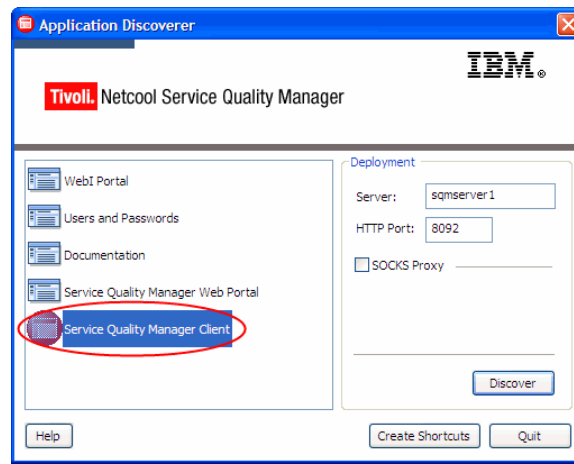 Application Discoverer
IBM®
Tivoli. Netcool Service Quality Manager
WebI Portal
Users and Passwords
Documentation
Service Quality Manager Web Portal
Service Quality Manager Client
Deployment
Server: sqmserver1
HTTP Port: 8092
SOCKS Proxy
Discover
Help
Create Shortcuts
Quit